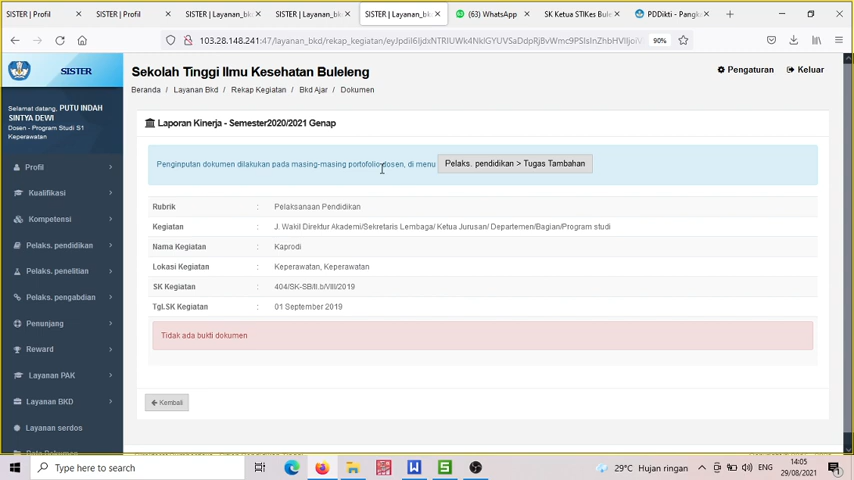 SISTER | Profil
SISTER | Profil
SISTER | Layanan_bk
SISTER | Layanan_bk
SISTER | Layanan_bk
(63) WhatsApp
SK Ketua STIKes Bule
PDDikti - Pangk
103.28.148.241:47/layanan_bkd/rekap_kegiatan/
90%
SISTER
Sekolah Tinggi Ilmu Kesehatan Buleleng
Pengaturan
Keluar
Beranda / Layanan Bkd / Rekap Kegiatan / Bkd Ajar / Dokumen
Selamat datang, PUTU INDAH
SINTYA DEWI
Dosen - Program Studi S1
Keperawatan
Profil
Kualifikasi
Kompetensi
Pelaks. pendidikan
Pelaks. penelitian
Pelaks. pengabdian
Penunjang
Reward
Layanan PAK
Layanan BKD
Layanan serdos
Data Dokumen
Laporan Kinerja - Semester2020/2021 Genap
Penginputan dokumen dilakukan pada masing-masing portofolio dosen, di menu Pelaks. pendidikan > Tugas Tambahan
Rubrik : Pelaksanaan Pendidikan
Kegiatan : J. Wakil Direktur Akademi/Sekretaris Lembaga/ Ketua Jurusan/ Departemen/Bagian/Program studi
Nama Kegiatan : Kaprodi
Lokasi Kegiatan : Keperawatan, Keperawatan
SK Kegiatan : 404/SK-SB/II.b/VIII/2019
Tgl.SK Kegiatan : 01 September 2019
Tidak ada bukti dokumen
Kembali
Type here to search
29°C Hujan ringan
ENG
14:05
29/08/2021